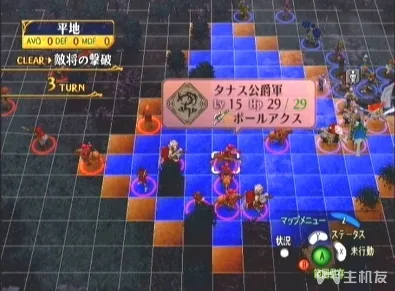 平地
AVO 0 DEF 0 MDF 0
CLEAR▶敵将の撃破
3 TURN
タナス公爵軍
Lv 15 Hp 29 / 29
ポールアクス
マップメニュー Z
ステータス
Y
状況
X
未行動
A
B
主机友